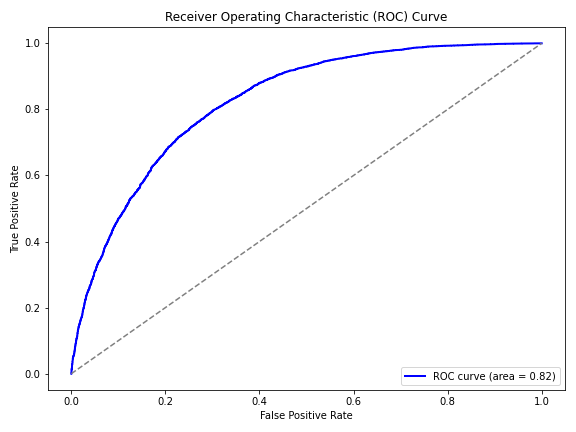 Receiver Operating Characteristic (ROC) Curve
1.0
0.8
0.6
0.4
0.2
0.0
True Positive Rate
ROC curve (area = 0.82)
0.0 0.2 0.4 0.6 0.8 1.0
False Positive Rate